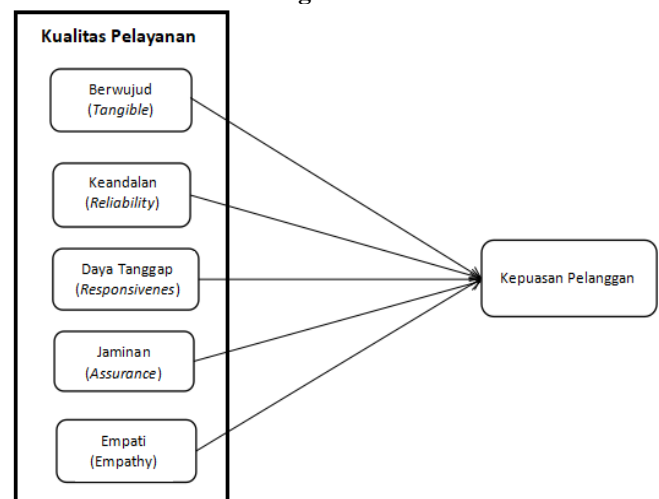 Kualitas Pelayanan
Berwujud
(Tangible)
Keandalan
(Reliability)
Daya Tanggap
(Responsivenes)
Jaminan
(Assurance)
Empati
(Empathy)
Kepuasan Pelanggan